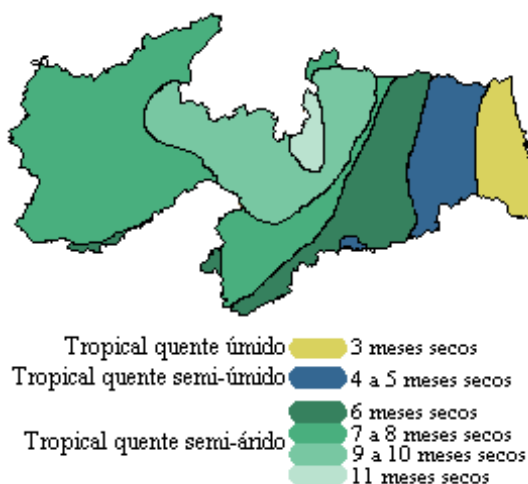 Tropical quente úmido 3 meses secos
Tropical quente semi-úmido 4 a 5 meses secos
6 meses secos
7 a 8 meses secos
Tropical quente semi-árido
9 a 10 meses secos
11 meses secos